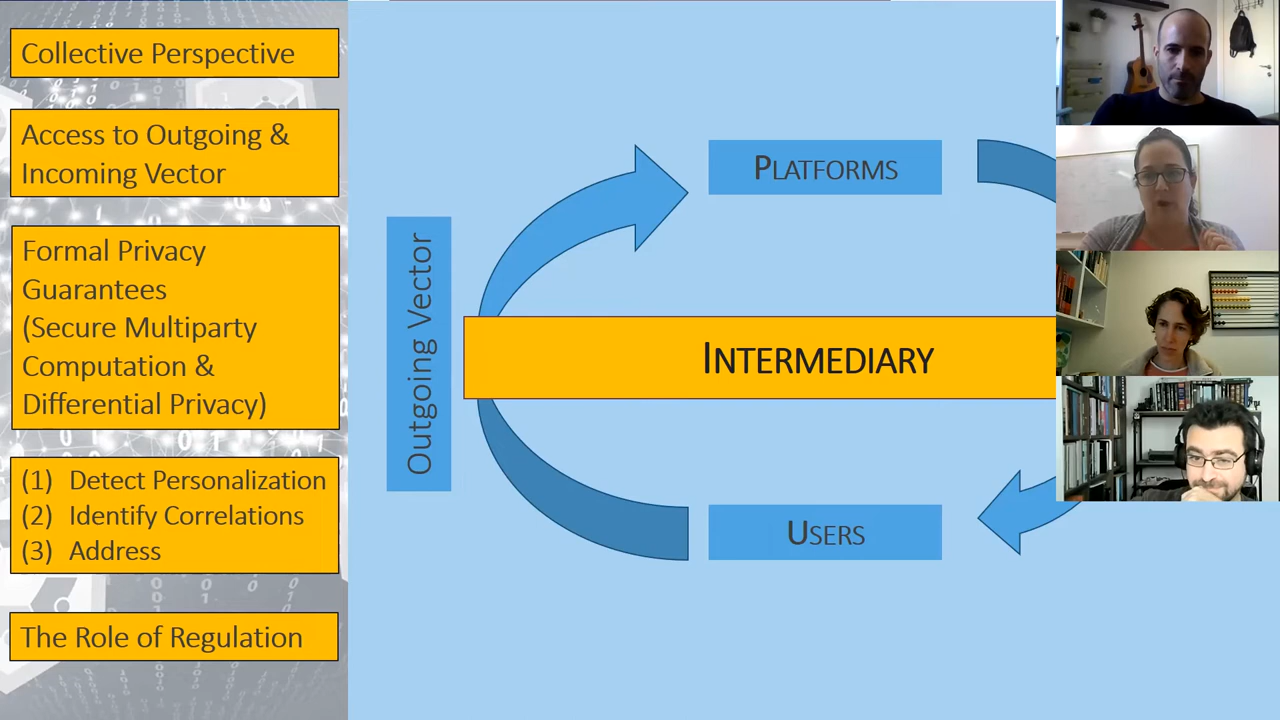 Collective Perspective
Access to Outgoing &
Incoming Vector
Formal Privacy
Guarantees
(Secure Multiparty
Computation &
Differential Privacy)
(1) Detect Personalization
(2) Identify Correlations
(3) Address
The Role of Regulation
Outgoing Vector
PLATFORMS
INTERMEDIARY
USERS